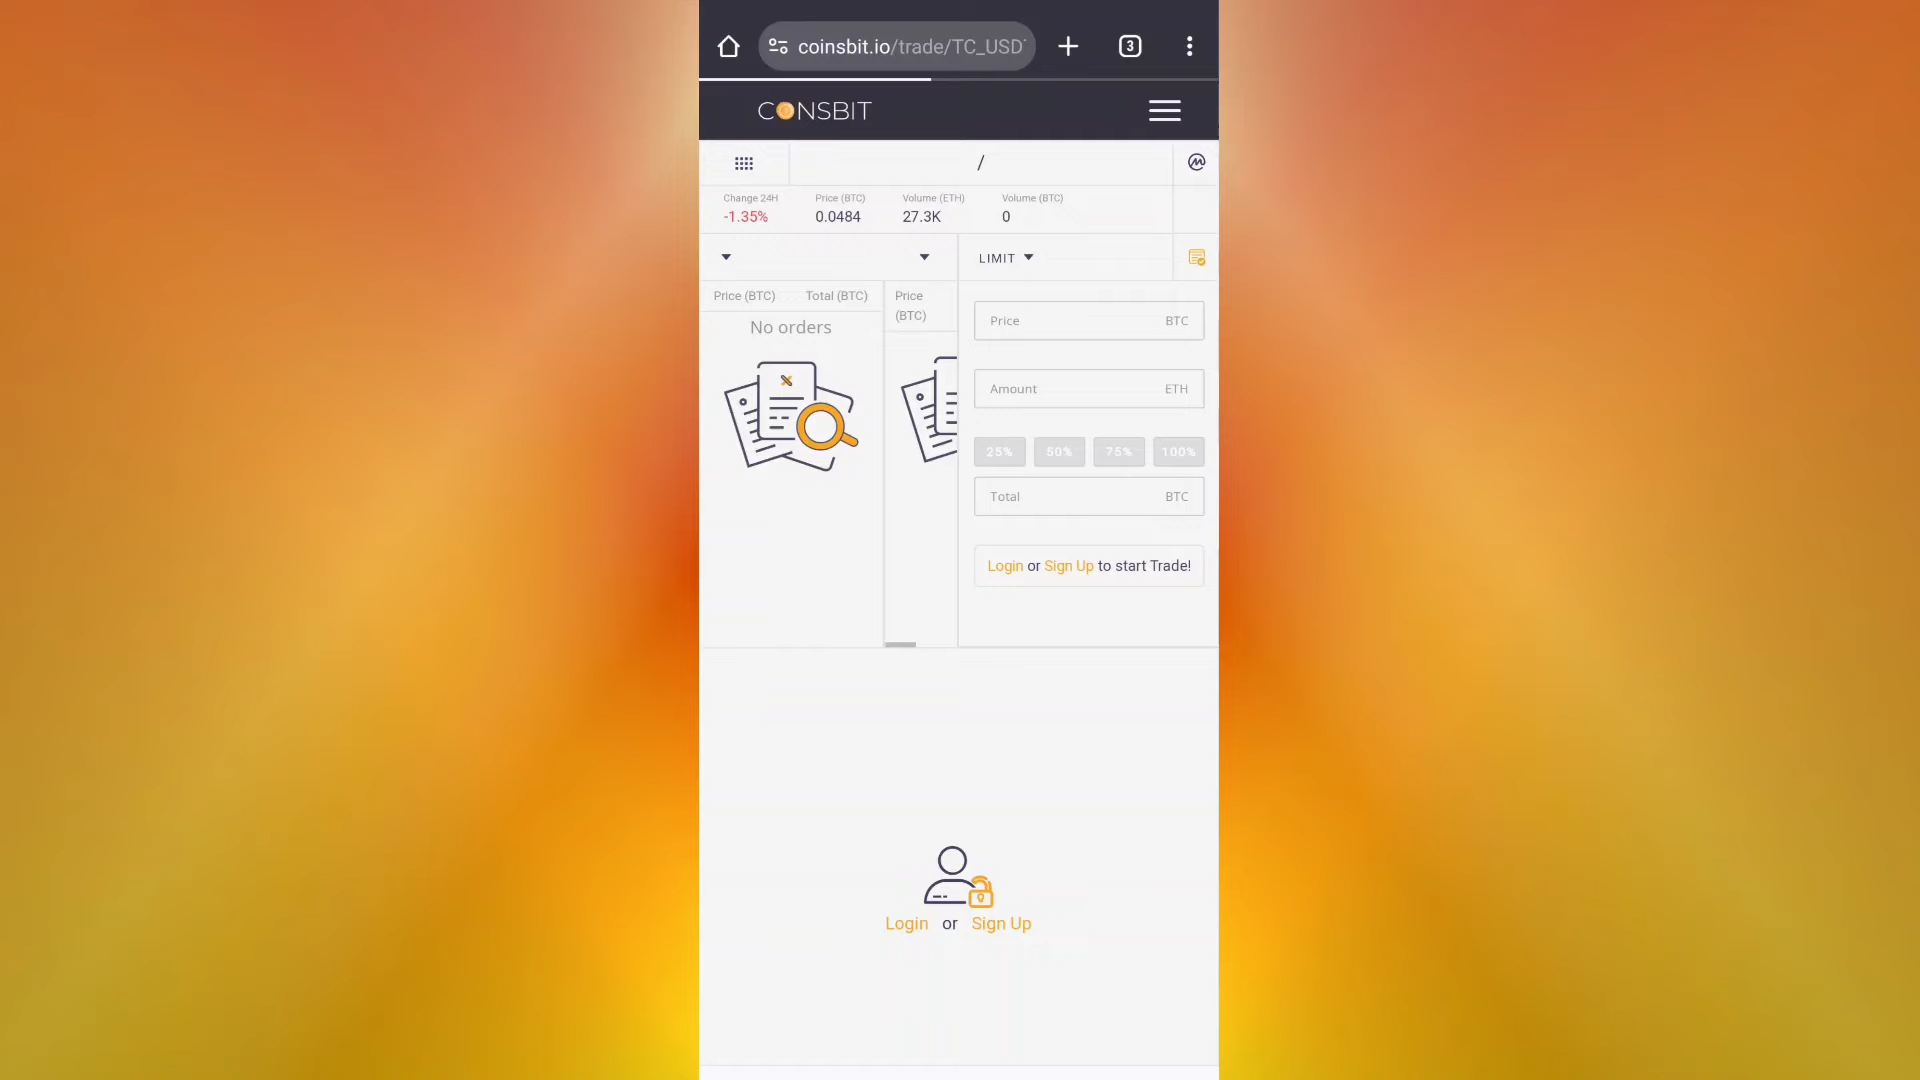 coinsbit.io/trade/TC_USD
3
CONSBIT
/
Change 24H Price (BTC) Volume (ETH) Volume (BTC)
-1.35% 0.0484 27.3K 0
LIMIT
Price (BTC) Total (BTC) Price
(BTC)
No orders
Price BTC
Amount ETH
25% 50% 75% 100%
Total BTC
Login or Sign Up to start Trade!
Login or Sign Up